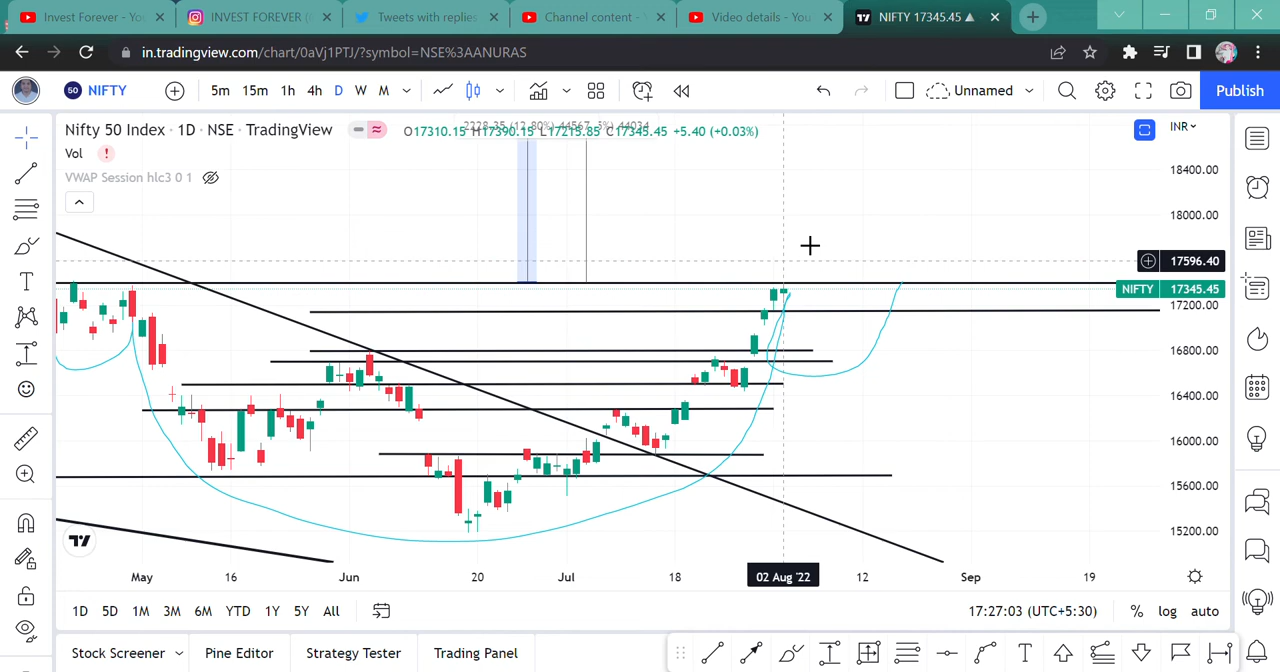 Invest Forever - You
INVEST FOREVER (
Tweets with replies
Channel content - 
Video details - You
NIFTY 17345.45 ▲
in.tradingview.com/chart/0aVj1PTJ/?symbol=NSE%3AANURAS
50 NIFTY
5m 15m 1h 4h D W M
Unnamed
Publish
Nifty 50 Index · 1D · NSE · TradingView
O17310.15 H17390.15 L17215.85 C17345.45 +5.40 (+0.03%)
INR
Vol
VWAP Session hlc3 0 1
18400.00
18000.00
17596.40
NIFTY 17345.45
17200.00
16800.00
16400.00
16000.00
15600.00
15200.00
May 16 Jun 20 Jul 18 02 Aug '22 12 Sep 19
1D 5D 1M 3M 6M YTD 1Y 5Y All
17:27:03 (UTC+5:30) % log auto
Stock Screener Pine Editor Strategy Tester Trading Panel